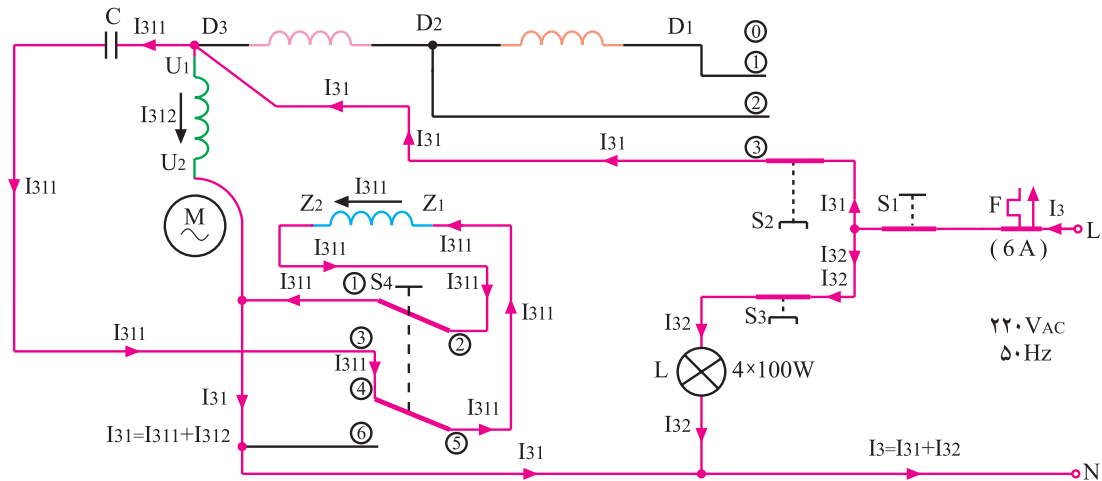 C I311 D3 D2 D1 ⓪
U1 ①
I312 I31 ②
U2 I31 I31 ③
I311 I311 S2 I31 S1 F I3 L
M Z2 Z1 (6A)
I311 I311 I32
I311 ① S4 I311 I32
I311 ③ ② I311 I32 S3 ۲۲۰VAC
I311 ④ L 4×100W ۵۰Hz
I31 I311
I31=I311+I312 ⑥ ⑤ I32
I31 I3=I31+I32 N